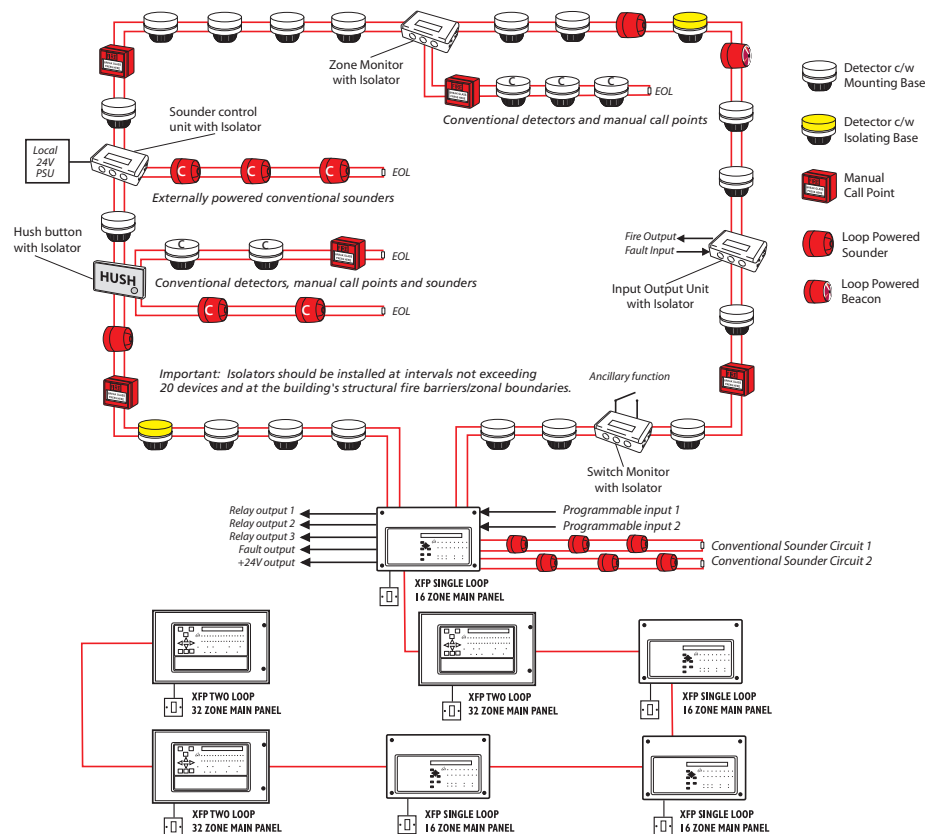 Zone Monitor
with Isolator
C
C
C
EOL
Conventional detectors and manual call points
Detector c/w
Mounting Base
Detector c/w
Isolating Base
Manual
Call Point
Loop Powered
Sounder
Loop Powered
Beacon
Sounder control
unit with Isolator
Local
24V
PSU
C
C
C
EOL
Externally powered conventional sounders
Hush button
with Isolator
HUSH
C
C
EOL
Conventional detectors, manual call points and sounders
C
C
EOL
Fire Output
Fault Input
Input Output Unit
with Isolator
Important: Isolators should be installed at intervals not exceeding
20 devices and at the building's structural fire barriers/zonal boundaries.
Ancillary function
Switch Monitor
with Isolator
Relay output 1
Relay output 2
Relay output 3
Fault output
+24V output
Programmable input 1
Programmable input 2
Conventional Sounder Circuit 1
Conventional Sounder Circuit 2
XFP SINGLE LOOP
16 ZONE MAIN PANEL
XFP TWO LOOP
32 ZONE MAIN PANEL
XFP TWO LOOP
32 ZONE MAIN PANEL
XFP SINGLE LOOP
16 ZONE MAIN PANEL
XFP TWO LOOP
32 ZONE MAIN PANEL
XFP SINGLE LOOP
16 ZONE MAIN PANEL
XFP SINGLE LOOP
16 ZONE MAIN PANEL